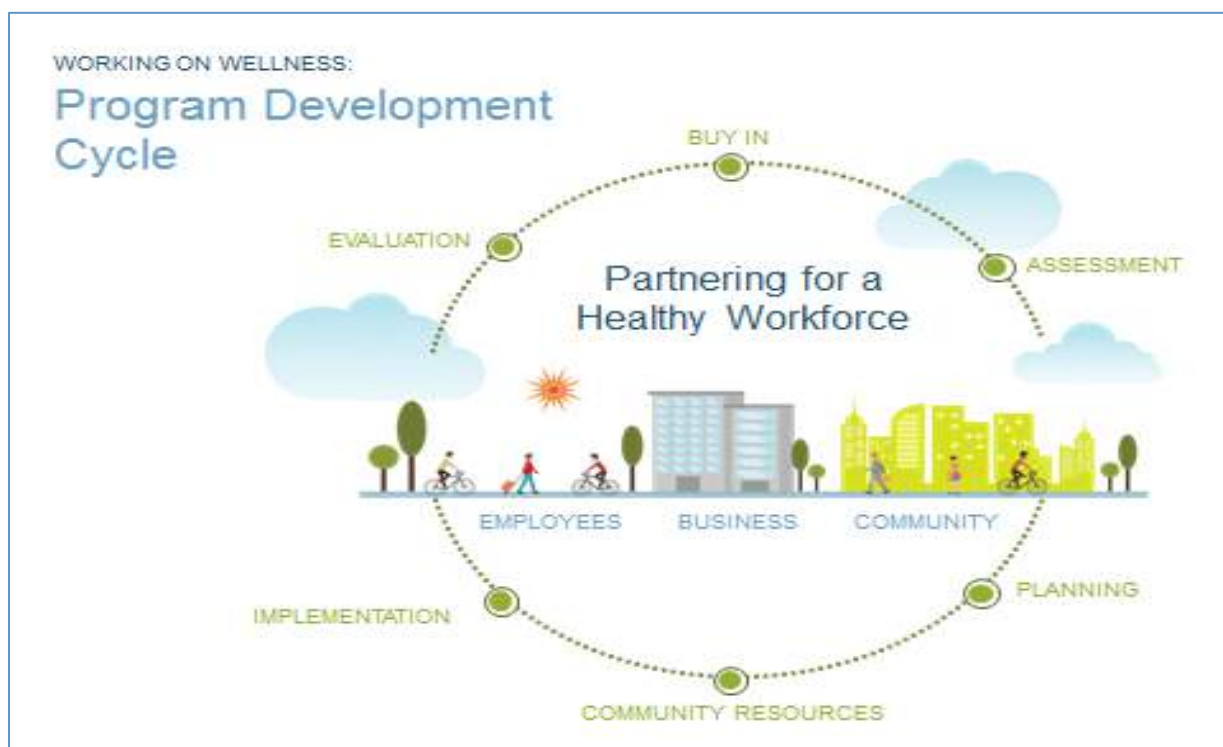 WORKING ON WELLNESS:
Program Development
Cycle
BUY IN
EVALUATION
ASSESSMENT
Partnering for a
Healthy Workforce
EMPLOYEES
BUSINESS
COMMUNITY
PLANNING
IMPLEMENTATION
COMMUNITY RESOURCES